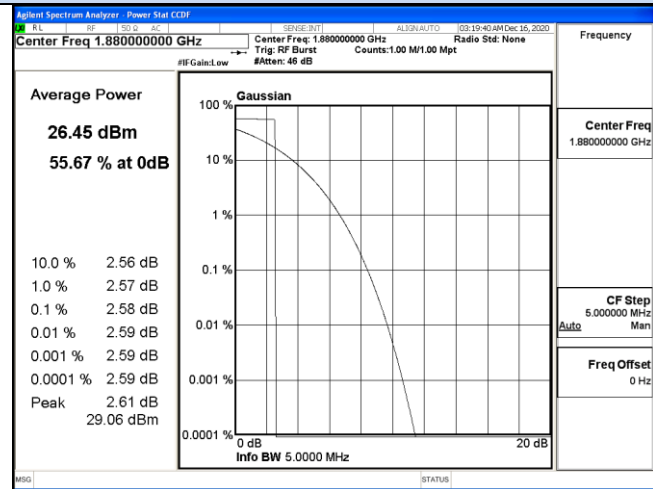 Agilent Spectrum Analyzer - Power Stat CCDF
RL RF 50 Ω AC SENSE:INT ALIGNAUTO 03:19:40 AM Dec 16, 2020
Center Freq 1.880000000 GHz
Center Freq: 1.880000000 GHz Radio Std: None
Trig: RF Burst Counts:1.00 M/1.00 Mpt
#IFGain:Low #Atten: 46 dB
Frequency
Average Power
26.45 dBm
55.67 % at 0dB
10.0 % 2.56 dB
1.0 % 2.57 dB
0.1 % 2.58 dB
0.01 % 2.59 dB
0.001 % 2.59 dB
0.0001 % 2.59 dB
Peak 2.61 dB
29.06 dBm
Gaussian
100 %
10 %
1 %
0.1 %
0.01 %
0.001 %
0.0001 %
0 dB 20 dB
Info BW 5.0000 MHz
Center Freq
1.880000000 GHz
CF Step
5.000000 MHz
Auto Man
Freq Offset
0 Hz
MSG STATUS